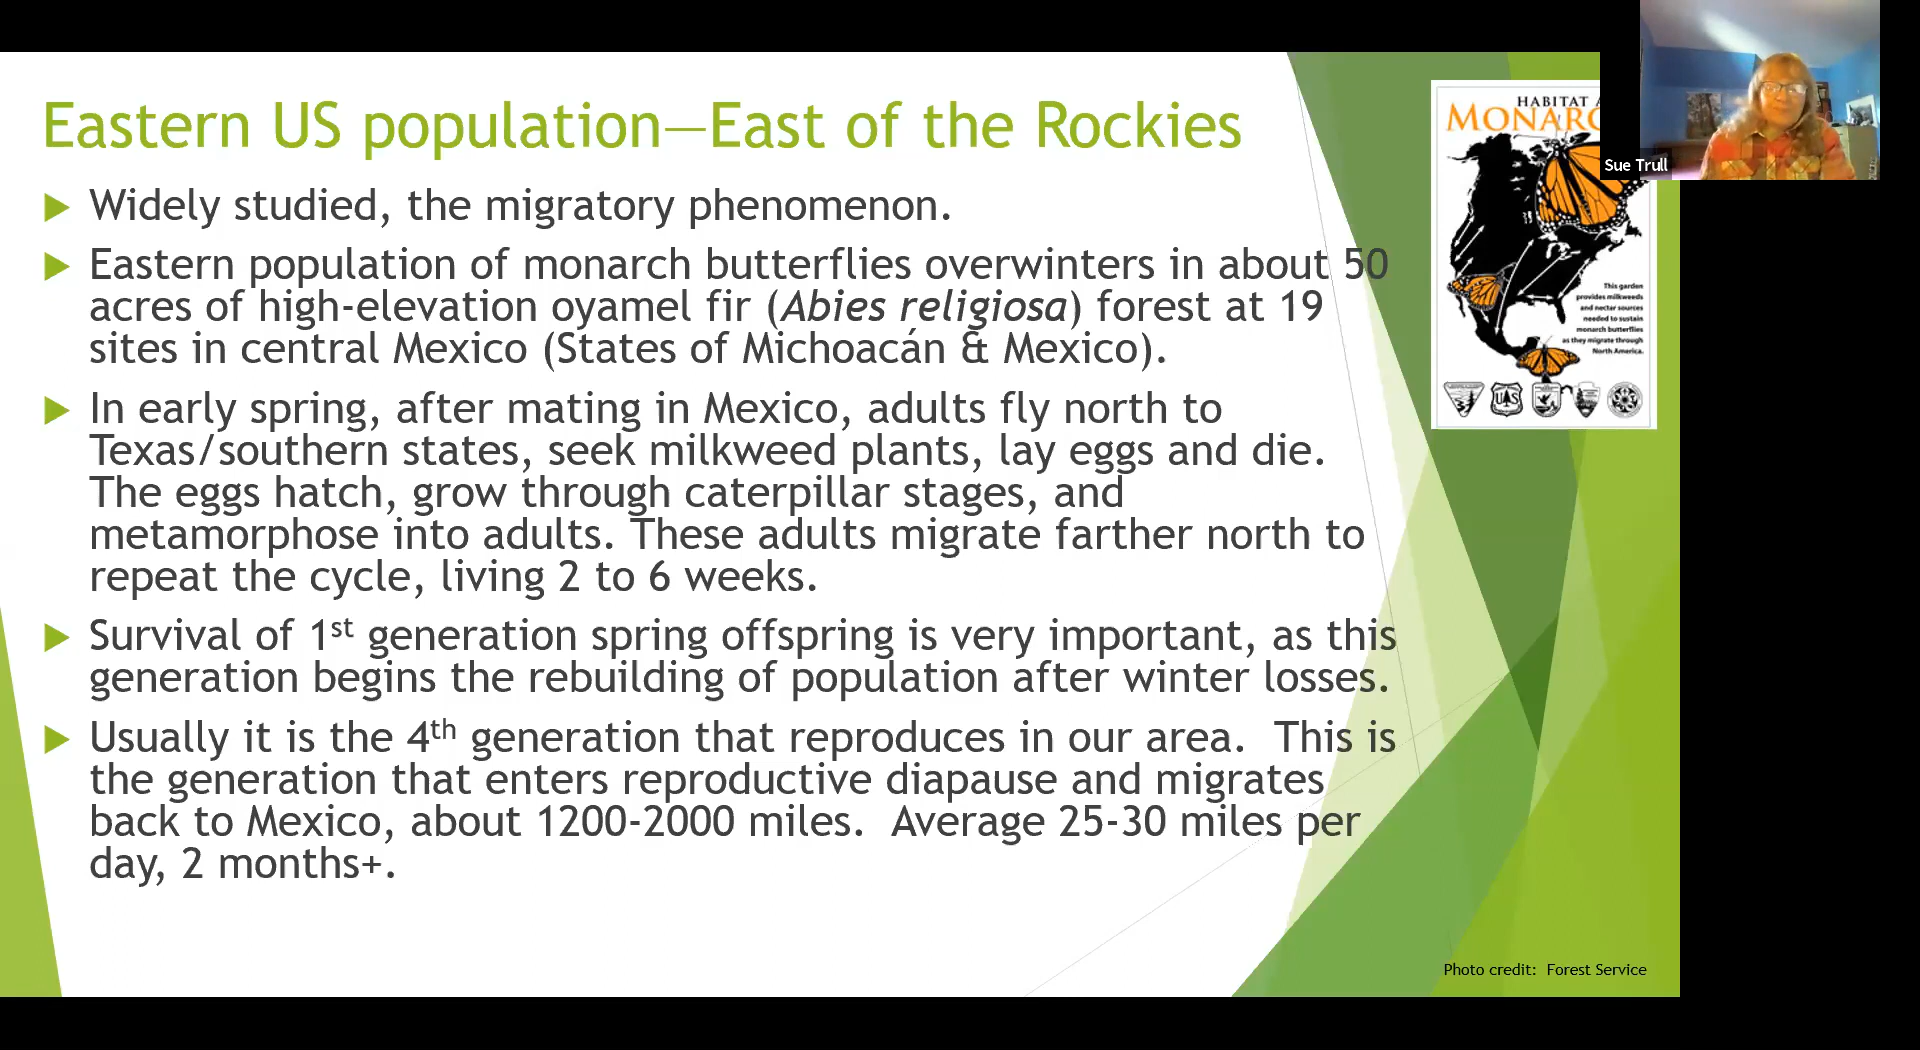 Eastern US population—East of the Rockies
Widely studied, the migratory phenomenon.
Eastern population of monarch butterflies overwinters in about 50
acres of high-elevation oyamel fir (Abies religiosa) forest at 19
sites in central Mexico (States of Michoacán & Mexico).
In early spring, after mating in Mexico, adults fly north to
Texas/southern states, seek milkweed plants, lay eggs and die.
The eggs hatch, grow through caterpillar stages, and
metamorphose into adults. These adults migrate farther north to
repeat the cycle, living 2 to 6 weeks.
Survival of 1st generation spring offspring is very important, as this
generation begins the rebuilding of population after winter losses.
Usually it is the 4th generation that reproduces in our area.  This is
the generation that enters reproductive diapause and migrates
back to Mexico, about 1200-2000 miles.  Average 25-30 miles per
day, 2 months+.
HABITAT
This garden
provides milkweeds
and nectar sources
needed to sustain
monarch butterflies
as they migrate through
North America.
UAS
Sue Trull
Photo credit:  Forest Service